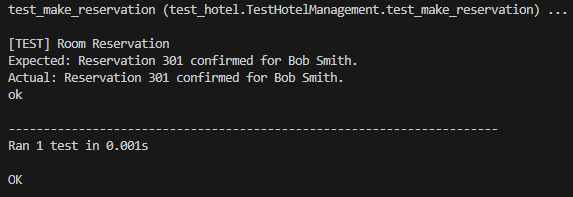 test_make_reservation (test_hotel.TestHotelManagement.test_make_reservation) ...
[TEST] Room Reservation
Expected: Reservation 301 confirmed for Bob Smith.
Actual: Reservation 301 confirmed for Bob Smith.
ok
----------------------------------------------------------------------
Ran 1 test in 0.001s
OK